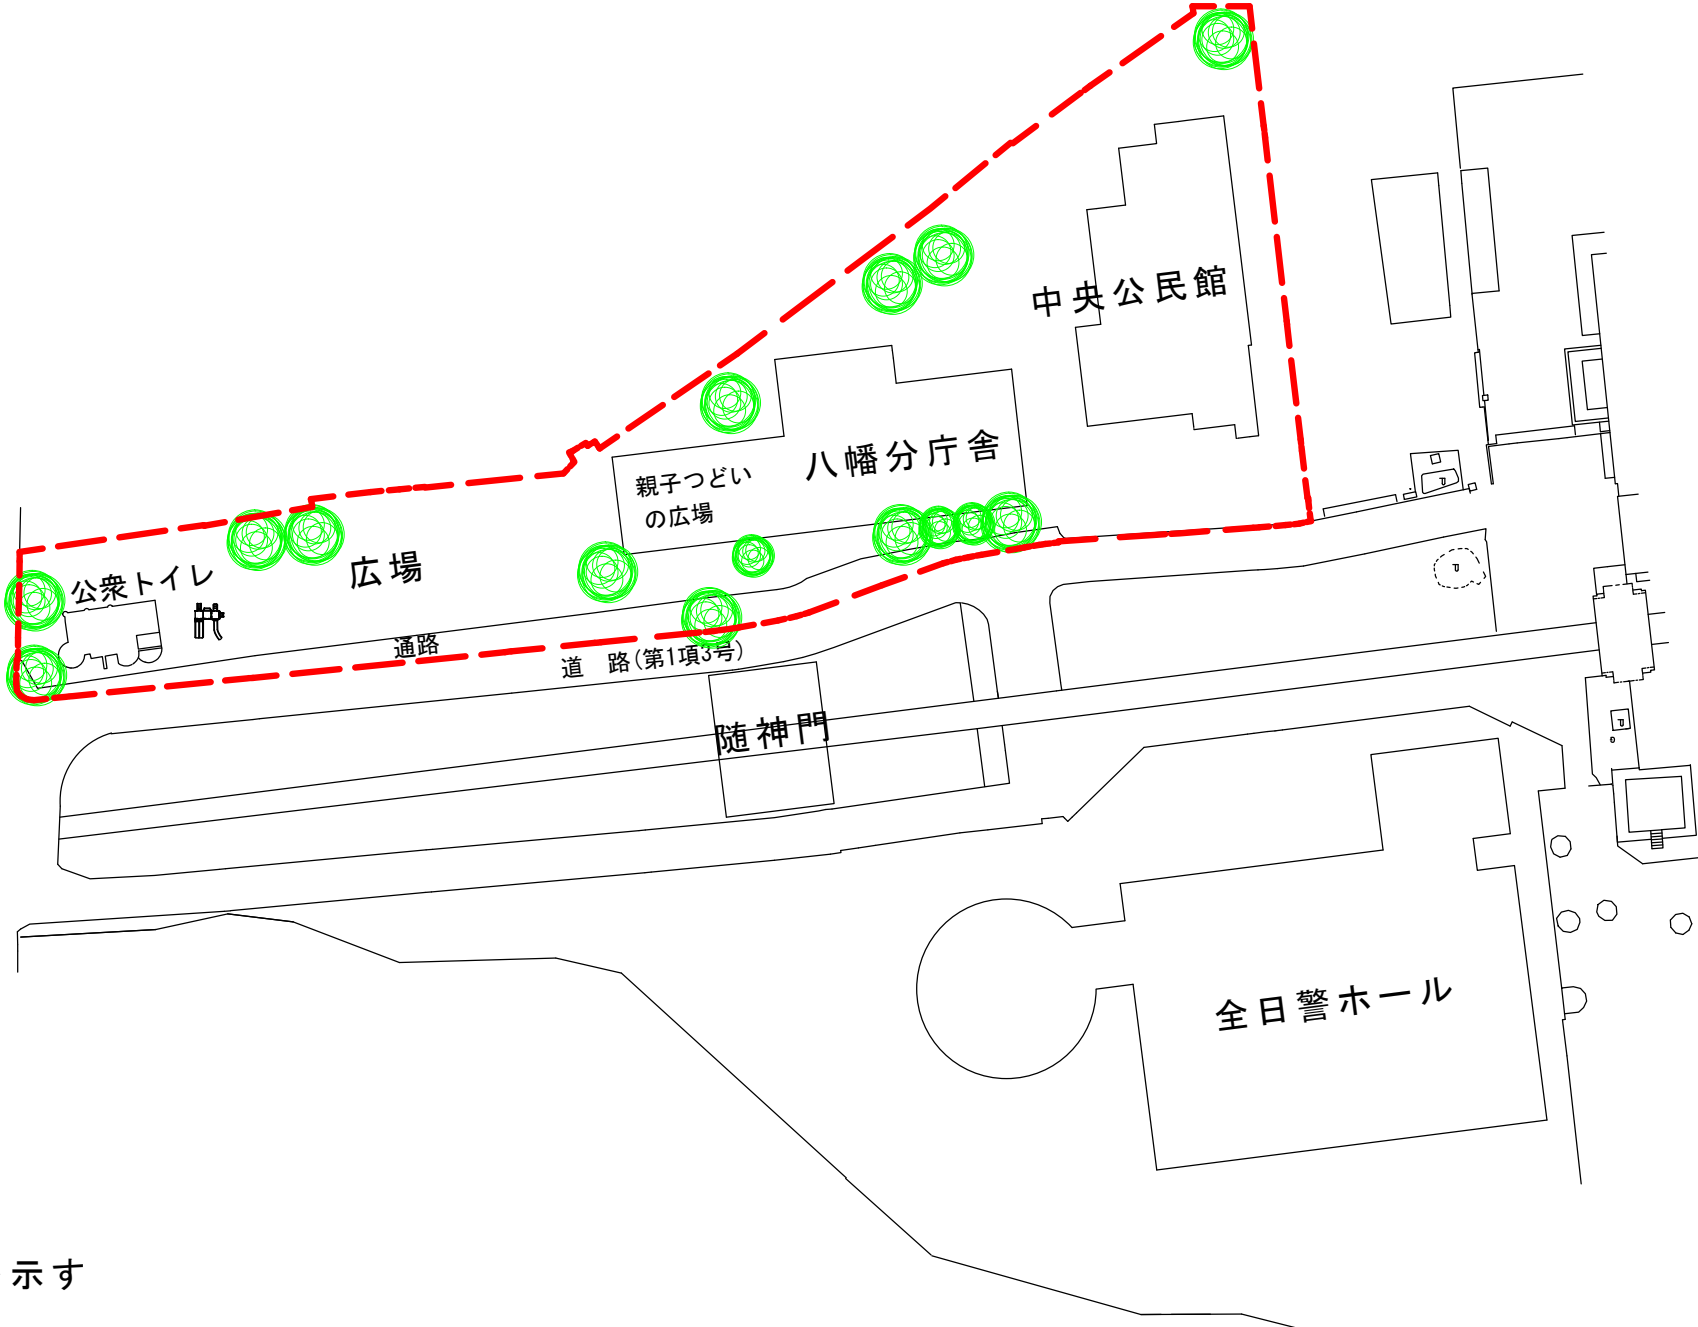 中央公民館
八幡分庁舎
親子つどい
の広場
広場
公衆トイレ
通路
道　路(第1項3号)
随神門
全日警ホール
示す